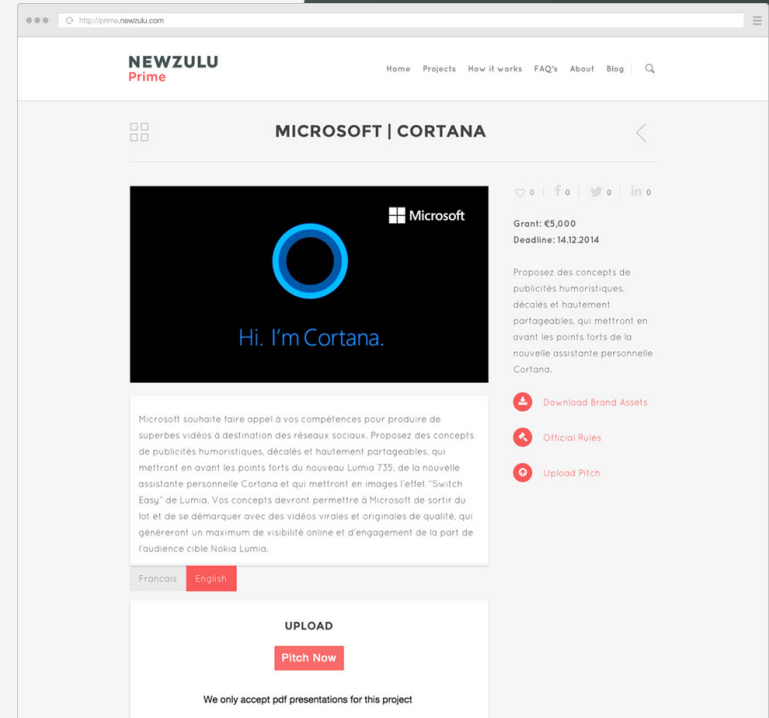 http://prime.newzulu.com
NEWZULU
Prime
Home Projects How it works FAQ's About Blog
MICROSOFT | CORTANA
Microsoft
Hi. I'm Cortana.
0 0 0 0
Grant: €5,000
Deadline: 14.12.2014
Proposez des concepts de
publicités humoristiques,
décalés et hautement
partageables, qui mettront en
avant les points forts de la
nouvelle assistante personnelle
Cortana.
Download Brand Assets
Official Rules
Upload Pitch
Microsoft souhaite faire appel à vos compétences pour produire de
superbes vidéos à destination des réseaux sociaux. Proposez des concepts
de publicités humoristiques, décalés et hautement partageables, qui
mettront en avant les points forts du nouveau Lumia 735, de la nouvelle
assistante personnelle Cortana et qui mettront en images l'effet "Switch
Easy" de Lumia. Vos concepts devront permettre à Microsoft de sortir du
lot et de se démarquer avec des vidéos virales et originales de qualité, qui
généreront un maximum de visibilité online et d'engagement de la part de
l'audience cible Nokia Lumia.
Francais English
UPLOAD
Pitch Now
We only accept pdf presentations for this project